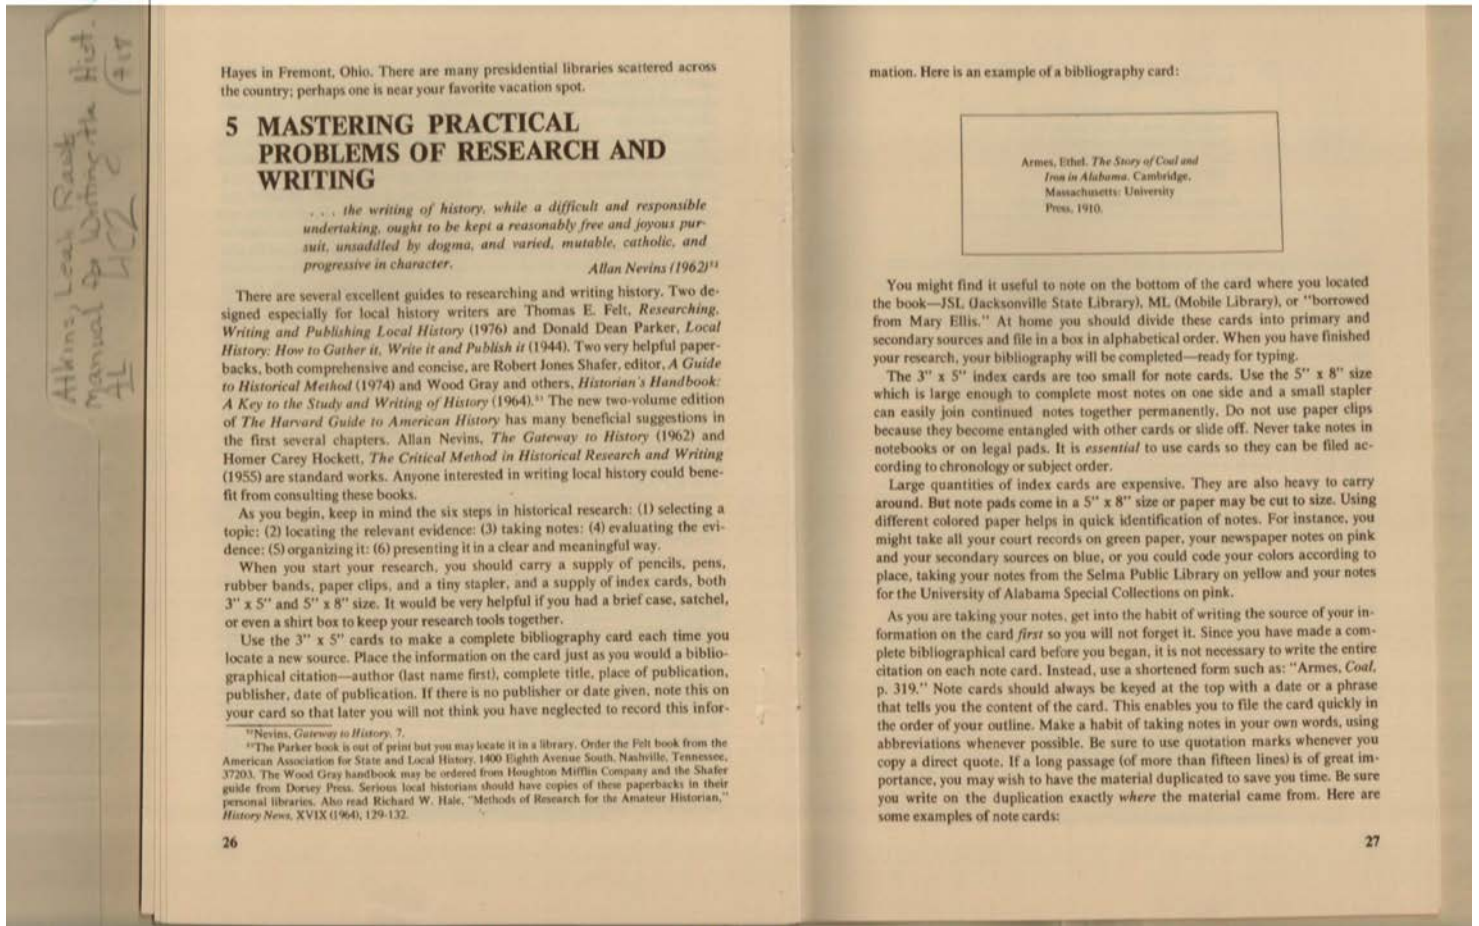 Atkins, Leah Rawls
Manual for Writing the Hist.
AL 4C2
Hayes in Fremont, Ohio. There are many presidential libraries scattered across
the country; perhaps one is near your favorite vacation spot.
5 MASTERING PRACTICAL
PROBLEMS OF RESEARCH AND
WRITING
. . . the writing of history, while a difficult and responsible
undertaking, ought to be kept a reasonably free and joyous pur-
suit, unsaddled by dogma, and varied, mutable, catholic, and
progressive in character. Allan Nevins (1962)
There are several excellent guides to researching and writing history. Two de-
signed especially for local history writers are Thomas E. Felt, Researching,
Writing and Publishing Local History (1976) and Donald Dean Parker, Local
History: How to Gather it, Write it and Publish it (1944). Two very helpful paper-
backs, both comprehensive and concise, are Robert Jones Shafer, editor, A Guide
to Historical Method (1974) and Wood Gray and others, Historian's Handbook:
A Key to the Study and Writing of History (1964). The new two-volume edition
of The Harvard Guide to American History has many beneficial suggestions in
the first several chapters. Allan Nevins, The Gateway to History (1962) and
Homer Carey Hockett, The Critical Method in Historical Research and Writing
(1955) are standard works. Anyone interested in writing local history could bene-
fit from consulting these books.
As you begin, keep in mind the six steps in historical research: (1) selecting a
topic; (2) locating the relevant evidence; (3) taking notes; (4) evaluating the evi-
dence; (5) organizing it; (6) presenting it in a clear and meaningful way.
When you start your research, you should carry a supply of pencils, pens,
rubber bands, paper clips, and a tiny stapler, and a supply of index cards, both
3" x 5" and 5" x 8" size. It would be very helpful if you had a brief case, satchel,
or even a shirt box to keep your research tools together.
Use the 3" x 5" cards to make a complete bibliography card each time you
locate a new source. Place the information on the card just as you would a biblio-
graphical citation—author (last name first), complete title, place of publication,
publisher, date of publication. If there is no publisher or date given, note this on
your card so that later you will not think you have neglected to record this infor-
Nevins, Gateway to History, 7.
The Parker book is out of print but you may locate it in a library. Order the Felt book from the
American Association for State and Local History, 1400 Eighth Avenue South, Nashville, Tennessee,
37203. The Wood Gray handbook may be ordered from Houghton Mifflin Company and the Shafer
guide from Dorsey Press. Serious local historians should have copies of these paperbacks in their
personal libraries. Also read Richard W. Hale, "Methods of Research for the Amateur Historian,"
History News, XVIX (1964), 129-132.
26
mation. Here is an example of a bibliography card:
Armes, Ethel. The Story of Coal and
Iron in Alabama. Cambridge,
Massachusetts: University
Press, 1910.
You might find it useful to note on the bottom of the card where you located
the book—JSL (Jacksonville State Library), ML (Mobile Library), or "borrowed
from Mary Ellis." At home you should divide these cards into primary and
secondary sources and file in a box in alphabetical order. When you have finished
your research, your bibliography will be completed—ready for typing.
The 3" x 5" index cards are too small for note cards. Use the 5" x 8" size
which is large enough to complete most notes on one side and a small stapler
can easily join continued notes together permanently. Do not use paper clips
because they become entangled with other cards or slide off. Never take notes in
notebooks or on legal pads. It is essential to use cards so they can be filed ac-
cording to chronology or subject order.
Large quantities of index cards are expensive. They are also heavy to carry
around. But note pads come in a 5" x 8" size or paper may be cut to size. Using
different colored paper helps in quick identification of notes. For instance, you
might take all your court records on green paper, your newspaper notes on pink
and your secondary sources on blue, or you could code your colors according to
place, taking your notes from the Selma Public Library on yellow and your notes
for the University of Alabama Special Collections on pink.
As you are taking your notes, get into the habit of writing the source of your in-
formation on the card first so you will not forget it. Since you have made a com-
plete bibliographical card before you began, it is not necessary to write the entire
citation on each note card. Instead, use a shortened form such as: "Armes, Coal,
p. 319." Note cards should always be keyed at the top with a date or a phrase
that tells you the content of the card. This enables you to file the card quickly in
the order of your outline. Make a habit of taking notes in your own words, using
abbreviations whenever possible. Be sure to use quotation marks whenever you
copy a direct quote. If a long passage (of more than fifteen lines) is of great im-
portance, you may wish to have the material duplicated to save you time. Be sure
you write on the duplication exactly where the material came from. Here are
some examples of note cards:
27